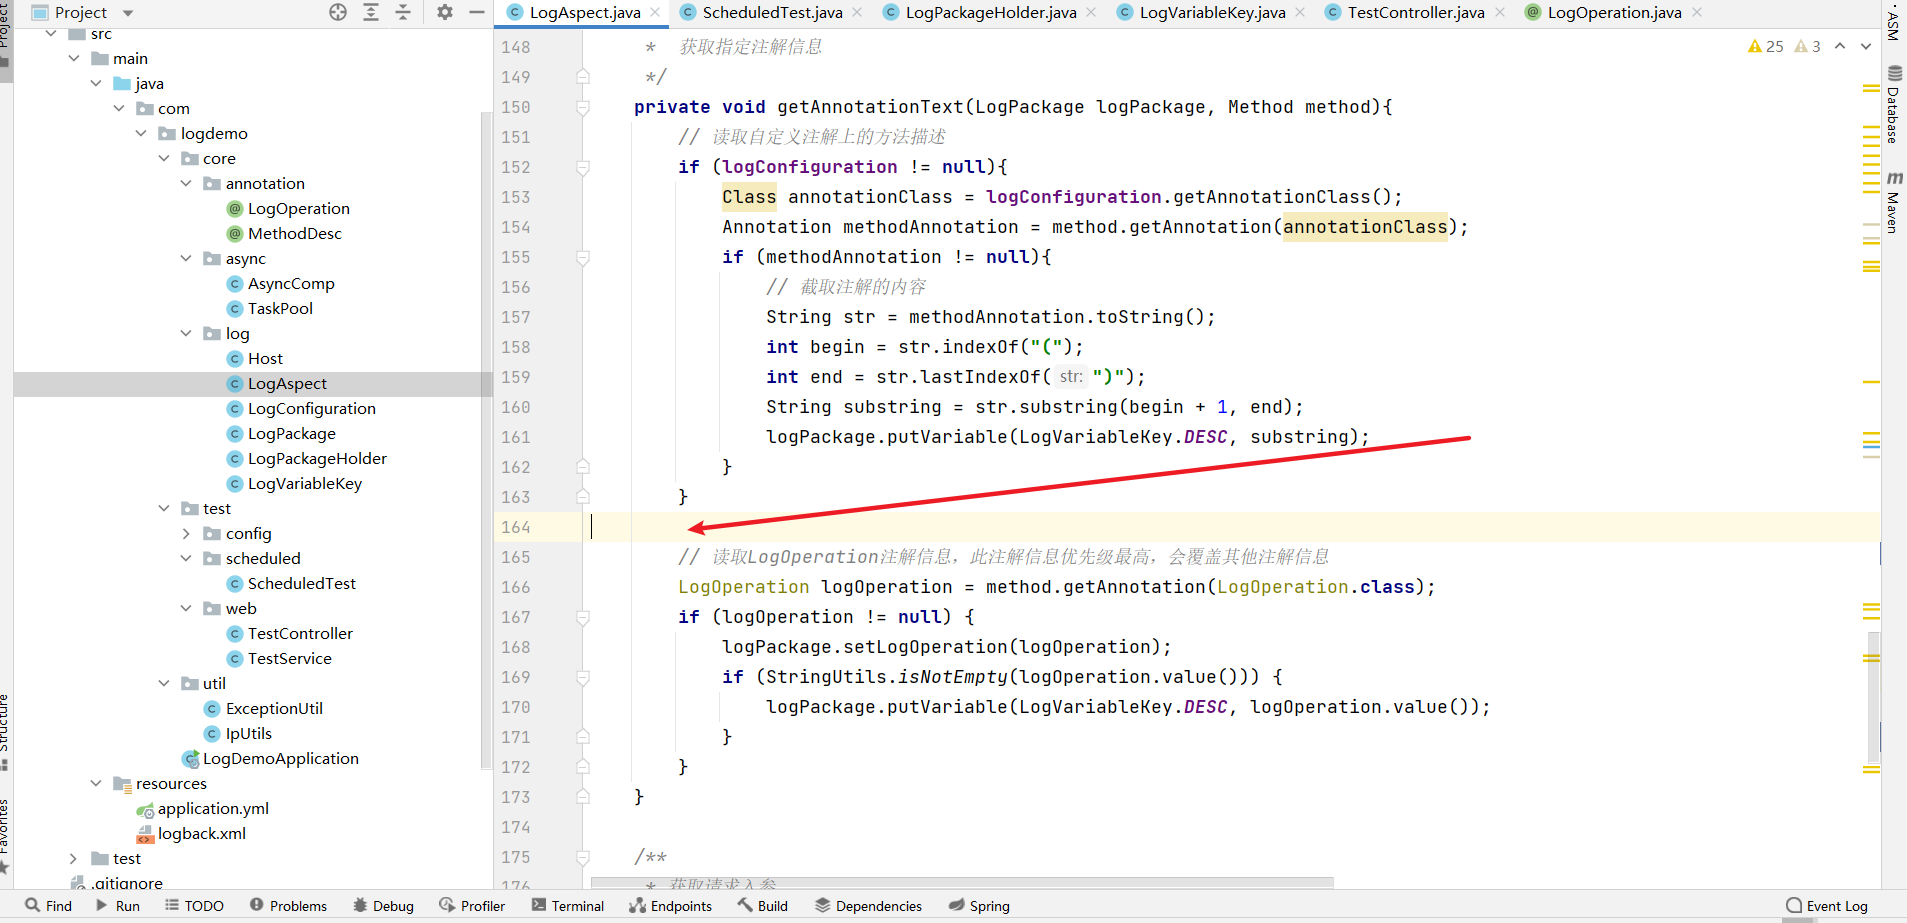 Project
LogAspect.java
ScheduledTest.java
LogPackageHolder.java
LogVariableKey.java
TestController.java
LogOperation.java
Project
Structure
Favorites
src
main
java
com
logdemo
core
annotation
LogOperation
MethodDesc
async
AsyncComp
TaskPool
log
Host
LogAspect
LogConfiguration
LogPackage
LogPackageHolder
LogVariableKey
test
config
scheduled
ScheduledTest
web
TestController
TestService
util
ExceptionUtil
IpUtils
LogDemoApplication
resources
application.yml
logback.xml
test
.gitignore
25 3
148 * 获取指定注解信息
149 */
150 private void getAnnotationText(LogPackage logPackage, Method method){
151 // 读取自定义注解上的方法描述
152 if (logConfiguration != null){
153 Class annotationClass = logConfiguration.getAnnotationClass();
154 Annotation methodAnnotation = method.getAnnotation(annotationClass);
155 if (methodAnnotation != null){
156 // 截取注解的内容
157 String str = methodAnnotation.toString();
158 int begin = str.indexOf("(");
159 int end = str.lastIndexOf( str: ")");
160 String substring = str.substring(begin + 1, end);
161 logPackage.putVariable(LogVariableKey.DESC, substring);
162 }
163 }
164
165 // 读取LogOperation注解信息，此注解信息优先级最高，会覆盖其他注解信息
166 LogOperation logOperation = method.getAnnotation(LogOperation.class);
167 if (logOperation != null) {
168 logPackage.setLogOperation(logOperation);
169 if (StringUtils.isNotEmpty(logOperation.value())) {
170 logPackage.putVariable(LogVariableKey.DESC, logOperation.value());
171 }
172 }
173 }
174
175 /**
176 * 获取请求入参
ASM
Database
Maven
Find
Run
TODO
Problems
Debug
Profiler
Terminal
Endpoints
Build
Dependencies
Spring
Event Log